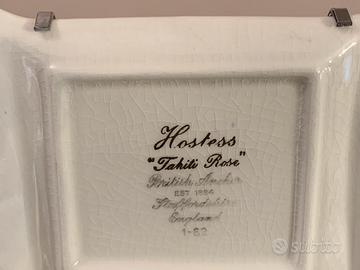 Hostess
"Tahiti Rose"
British Anchor
EST 1884
Staffordshire
England
1-82
subito